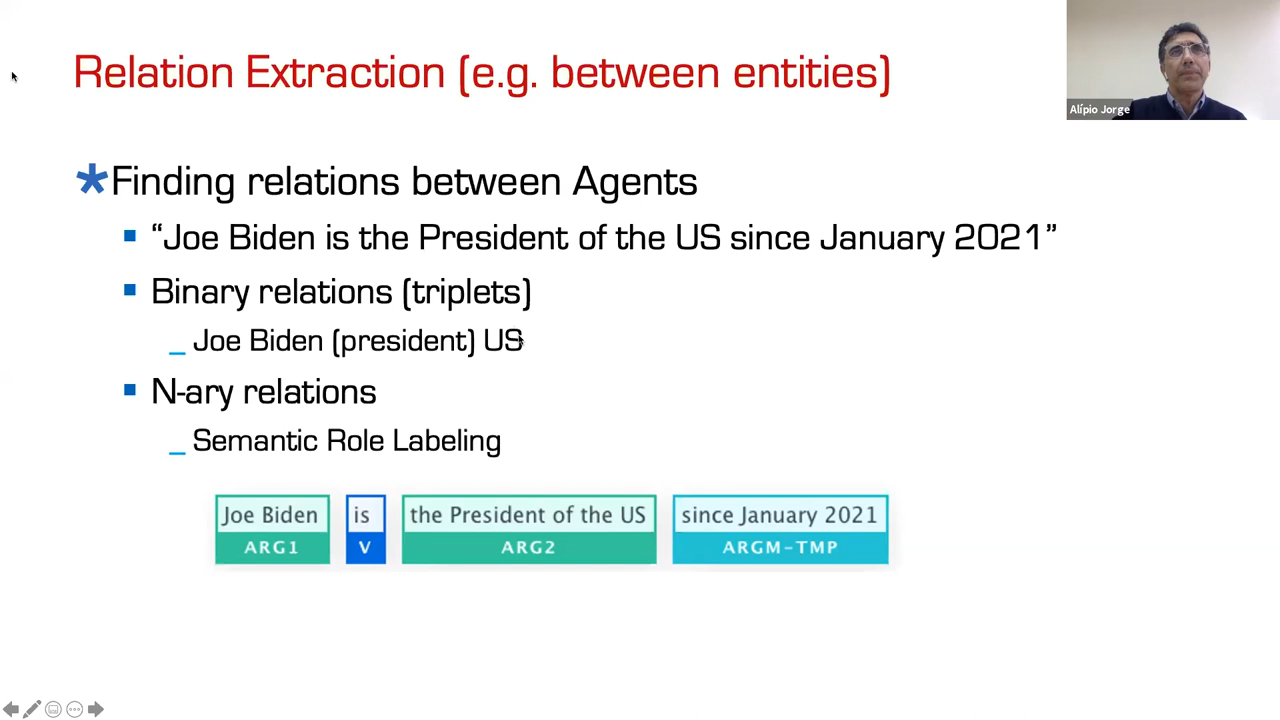 Relation Extraction (e.g. between entities)
Alípio Jorge
*Finding relations between Agents
▪ “Joe Biden is the President of the US since January 2021”
▪ Binary relations (triplets)
_ Joe Biden (president) US
▪ N-ary relations
_ Semantic Role Labeling
Joe Biden is the President of the US since January 2021
ARG1 V ARG2 ARGM-TMP